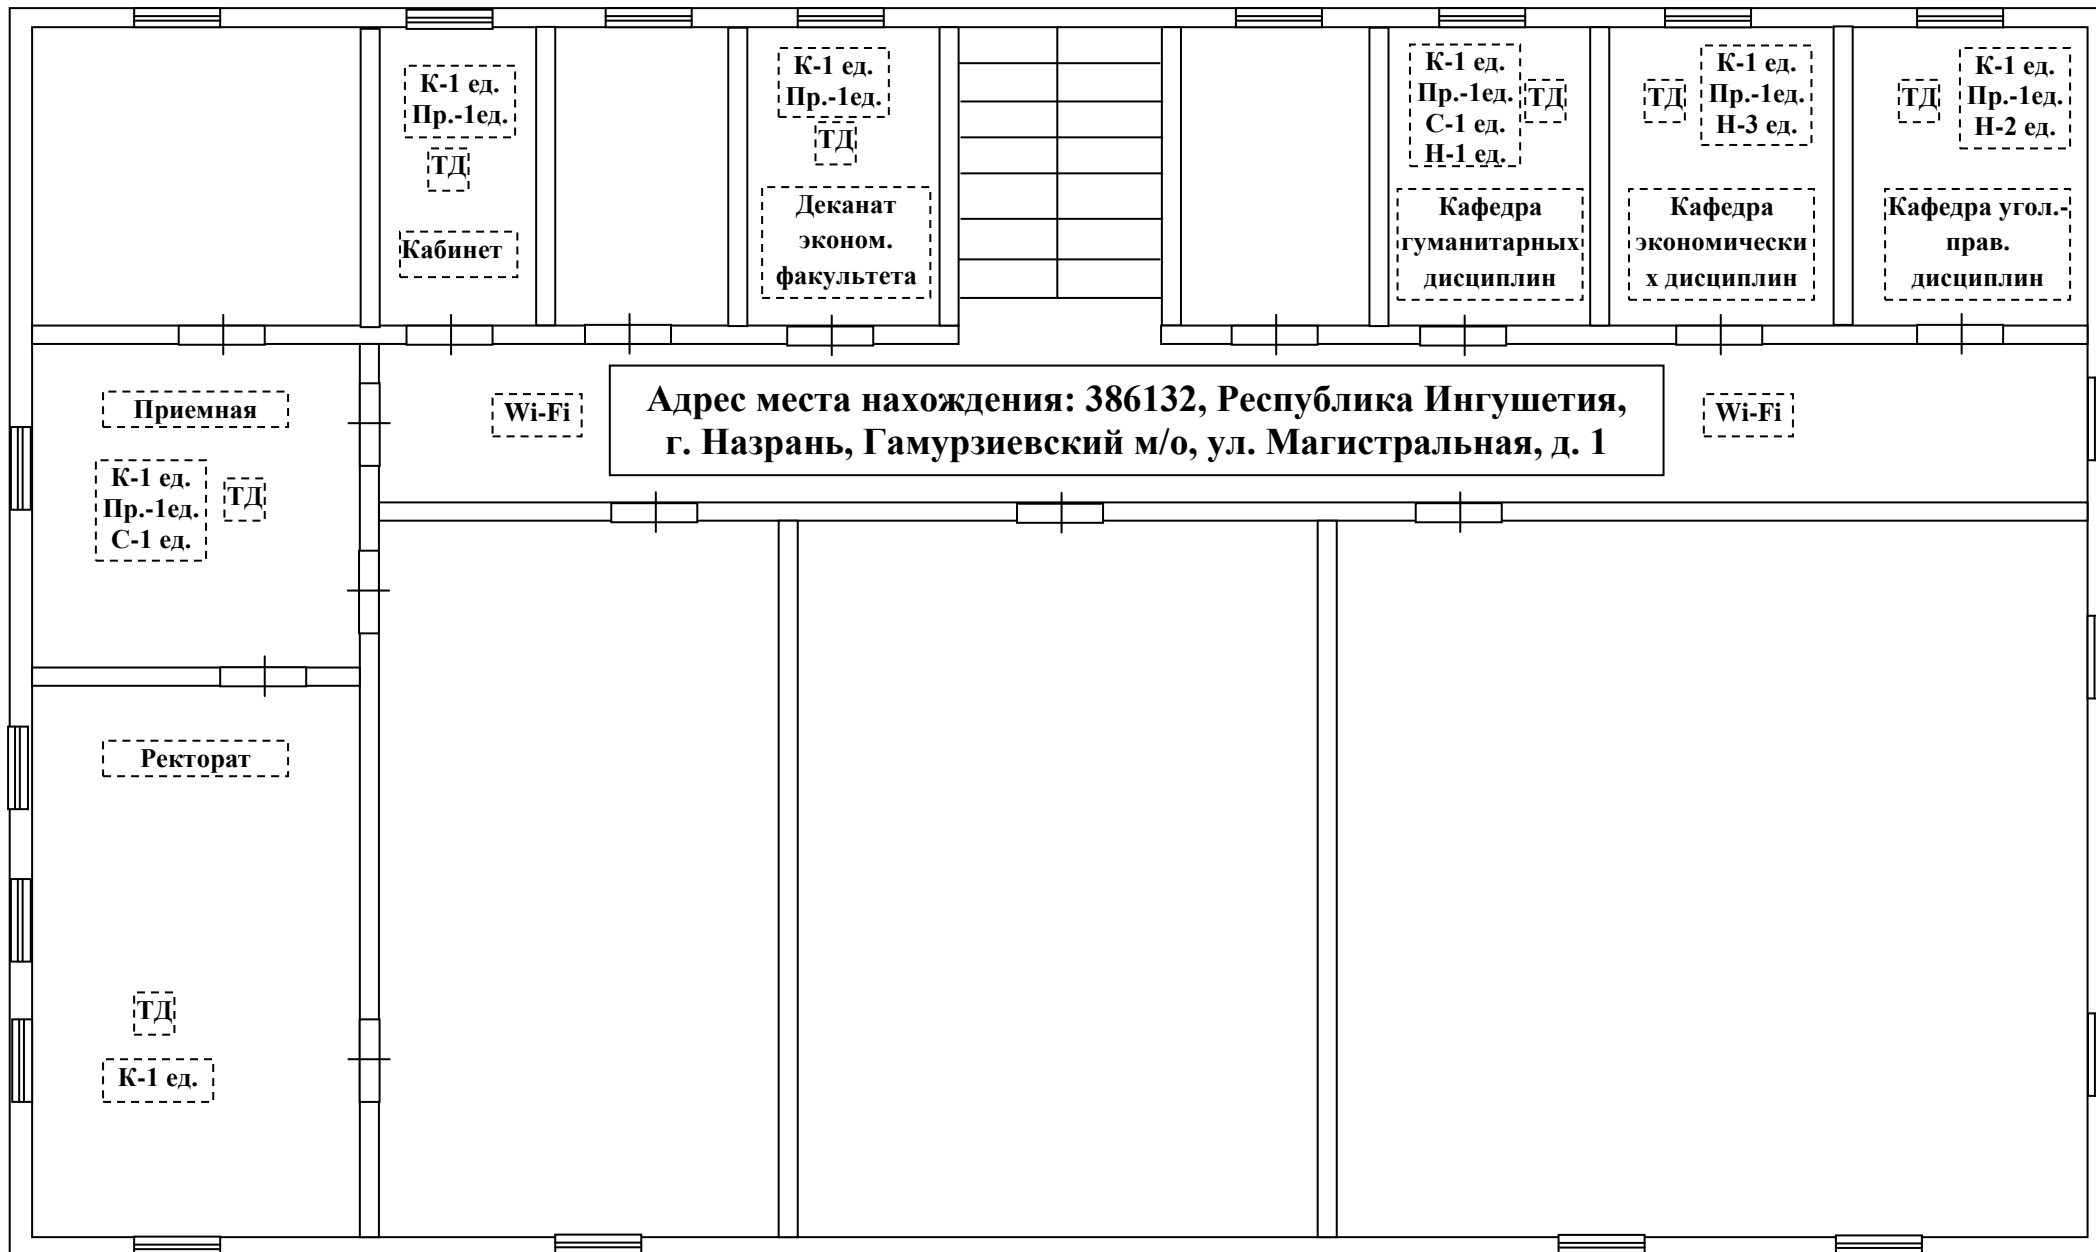 К-1 ед.
Пр.-1ед.
ТД
Кабинет
К-1 ед.
Пр.-1ед.
ТД
Деканат
эконом.
факультета
К-1 ед.
Пр.-1ед.
С-1 ед.
Н-1 ед.
ТД
Кафедра
гуманитарных
дисциплин
ТД
К-1 ед.
Пр.-1ед.
Н-3 ед.
Кафедра
экономически
х дисциплин
ТД
К-1 ед.
Пр.-1ед.
Н-2 ед.
Кафедра угол.-
прав.
дисциплин
Приемная
К-1 ед.
Пр.-1ед.
С-1 ед.
ТД
Wi-Fi
Адрес места нахождения: 386132, Республика Ингушетия,
г. Назрань, Гамурзиевский м/о, ул. Магистральная, д. 1
Wi-Fi
Ректорат
ТД
К-1 ед.